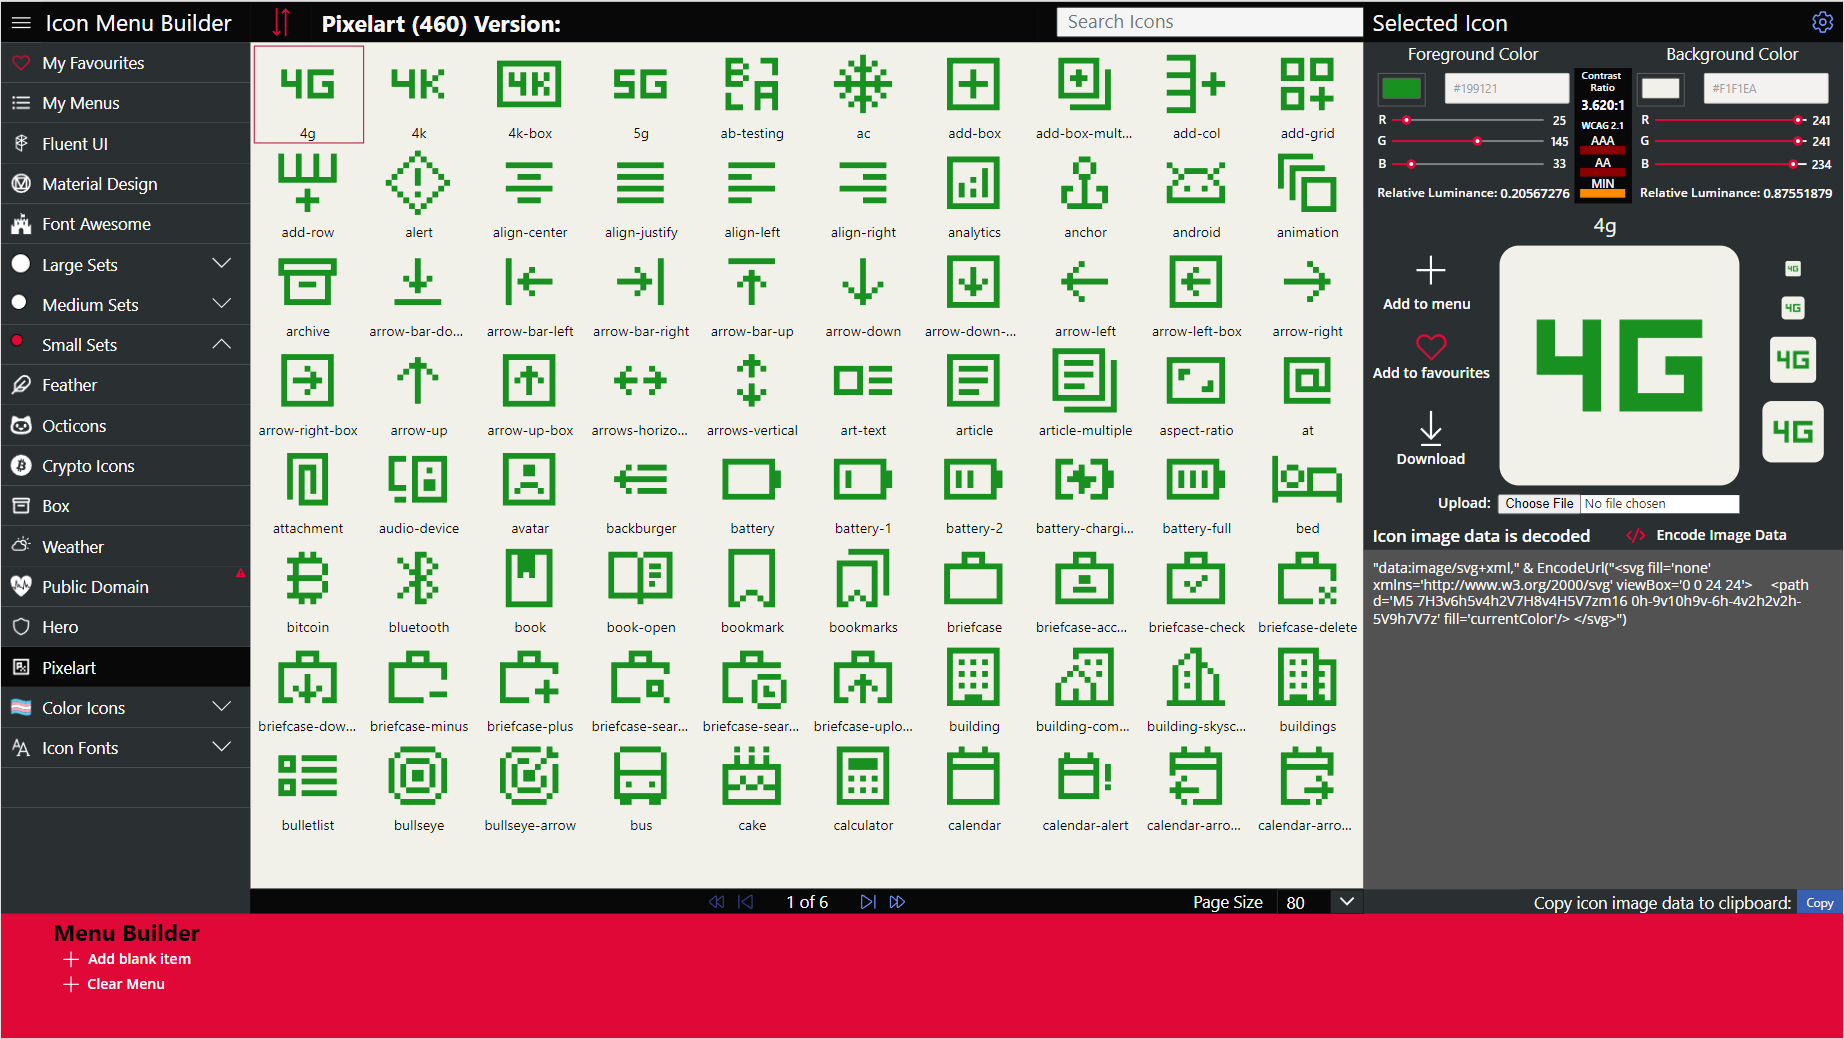 Icon Menu Builder
Pixelart (460) Version:
Search Icons
Selected Icon
My Favourites
My Menus
Fluent UI
Material Design
Font Awesome
Large Sets
Medium Sets
Small Sets
Feather
Octicons
Crypto Icons
Box
Weather
Public Domain
Hero
Pixelart
Color Icons
Icon Fonts
4g 4k 4k-box 5g ab-testing ac add-box add-box-mult... add-col add-grid
add-row alert align-center align-justify align-left align-right analytics anchor android animation
archive arrow-bar-do... arrow-bar-left arrow-bar-right arrow-bar-up arrow-down arrow-down-... arrow-left arrow-left-box arrow-right
arrow-right-box arrow-up arrow-up-box arrows-horizo... arrows-vertical art-text article article-multiple aspect-ratio at
attachment audio-device avatar backburger battery battery-1 battery-2 battery-chargi... battery-full bed
bitcoin bluetooth book book-open bookmark bookmarks briefcase briefcase-acc... briefcase-check briefcase-delete
briefcase-dow... briefcase-minus briefcase-plus briefcase-sear... briefcase-sear... briefcase-uplo... building building-com... building-skysc... buildings
bulletlist bullseye bullseye-arrow bus cake calculator calendar calendar-alert calendar-arro... calendar-arro...
1 of 6
Page Size 80
Foreground Color
#199121
R 25
G 145
B 33
Relative Luminance: 0.20567276
Contrast
Ratio
3.620:1
WCAG 2.1
AAA
AA
MIN
Background Color
#F1F1EA
R 241
G 241
B 234
Relative Luminance: 0.87551879
4g
Add to menu
Add to favourites
Download
4G
4G
4G
4G
4G
Upload: Choose File No file chosen
Icon image data is decoded
Encode Image Data
"data:image/svg+xml," & EncodeUrl("<svg fill='none'
xmlns='http://www.w3.org/2000/svg' viewBox='0 0 24 24'> <path
d='M5 7H3v6h5v4h2V7H8v4H5V7zm16 0h-9v10h9v-6h-4v2h2v2h-
5V9h7V7z' fill='currentColor'/> </svg>")
Copy icon image data to clipboard: Copy
Menu Builder
Add blank item
Clear Menu